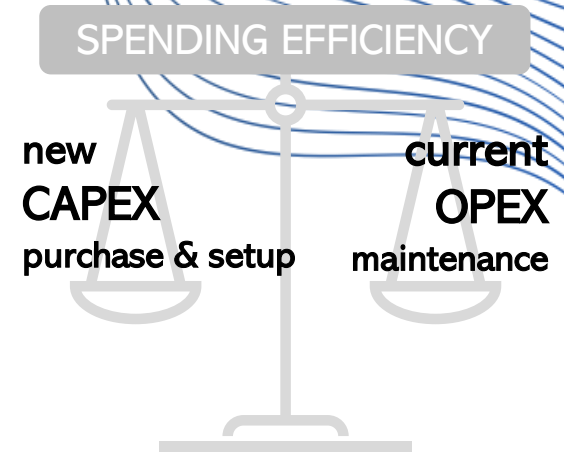 SPENDING EFFICIENCY
new
CAPEX
purchase & setup
current
OPEX
maintenance